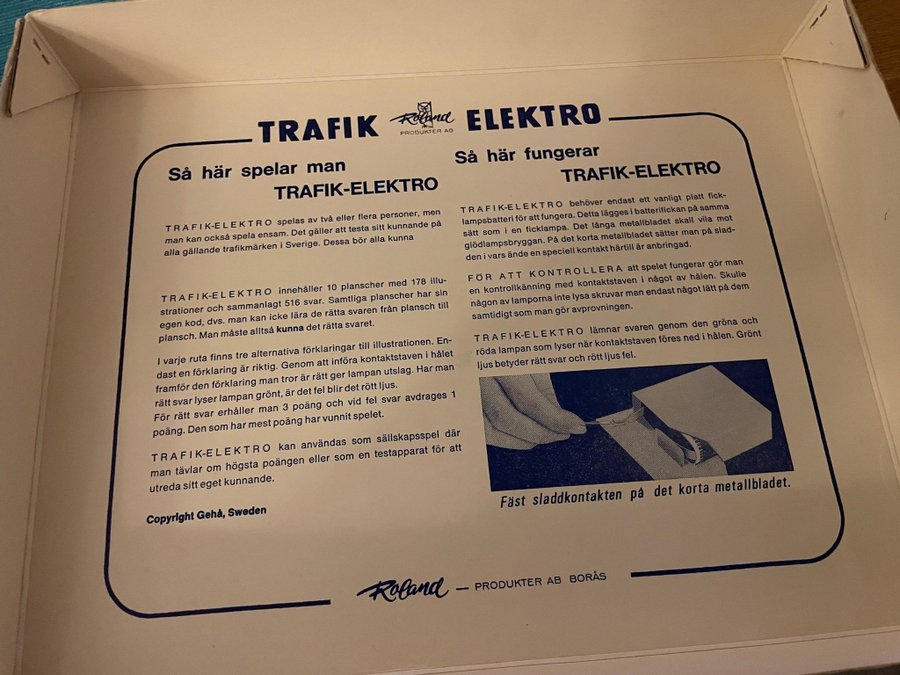 TRAFIK Roland ELEKTRO
PRODUKTER AB
Så här spelar man
TRAFIK-ELEKTRO
TRAFIK-ELEKTRO spelas av två eller flera personer, men
man kan också spela ensam. Det gäller att testa sitt kunnande på
alla gällande trafikmärken i Sverige. Dessa bör alla kunna
TRAFIK-ELEKTRO innehåller 10 planscher med 178 illu-
strationer och sammanlagt 516 svar. Samtliga planscher har sin
egen kod, dvs. man kan icke lära de rätta svaren från plansch till
plansch. Man måste alltså kunna det rätta svaret.
I varje ruta finns tre alternativa förklaringar till illustrationen. En-
dast en förklaring är riktig. Genom att införa kontaktstaven i hålet
framför den förklaring man tror är rätt ger lampan utslag. Har man
rätt svar lyser lampan grönt, är det fel blir det rött ljus.
För rätt svar erhåller man 3 poäng och vid fel svar avdrages 1
poäng. Den som har mest poäng har vunnit spelet.
TRAFIK-ELEKTRO kan användas som sällskapsspel där
man tävlar om högsta poängen eller som en testapparat för att
utreda sitt eget kunnande.
Copyright Gehå, Sweden
Så här fungerar
TRAFIK-ELEKTRO
TRAFIK-ELEKTRO behöver endast ett vanligt platt fick-
lampsbatteri för att fungera. Detta lägges i batterifickan på samma
sätt som i en ficklampa. Det långa metallbladet skall vila mot
glödlampsbryggan. På det korta metallbladet sätter man på slad-
den i vars ände en speciell kontakt härtill är anbringad.
FÖR ATT KONTROLLERA att spelet fungerar gör man
en kontrollkänning med kontaktstaven i något av hålen. Skulle
någon av lamporna inte lysa skruvar man endast något lätt på dem
samtidigt som man gör avprovningen.
TRAFIK-ELEKTRO lämnar svaren genom den gröna och
röda lampan som lyser när kontaktstaven föres ned i hålen. Grönt
ljus betyder rätt svar och rött ljus fel.
Fäst sladdkontakten på det korta metallbladet.
Roland — PRODUKTER AB BORÅS